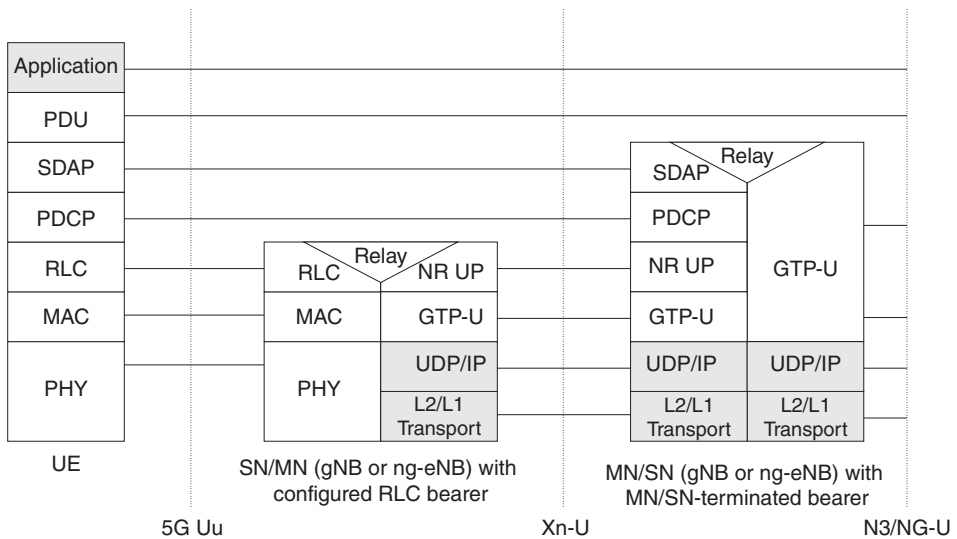 Application
PDU
SDAP
PDCP
RLC
MAC
PHY
UE
Relay
RLC
NR UP
MAC
GTP-U
PHY
UDP/IP
L2/L1
Transport
SN/MN (gNB or ng-eNB) with
configured RLC bearer
Relay
SDAP
PDCP
NR UP
GTP-U
GTP-U
UDP/IP
UDP/IP
L2/L1
Transport
L2/L1
Transport
MN/SN (gNB or ng-eNB) with
MN/SN-terminated bearer
5G Uu
Xn-U
N3/NG-U